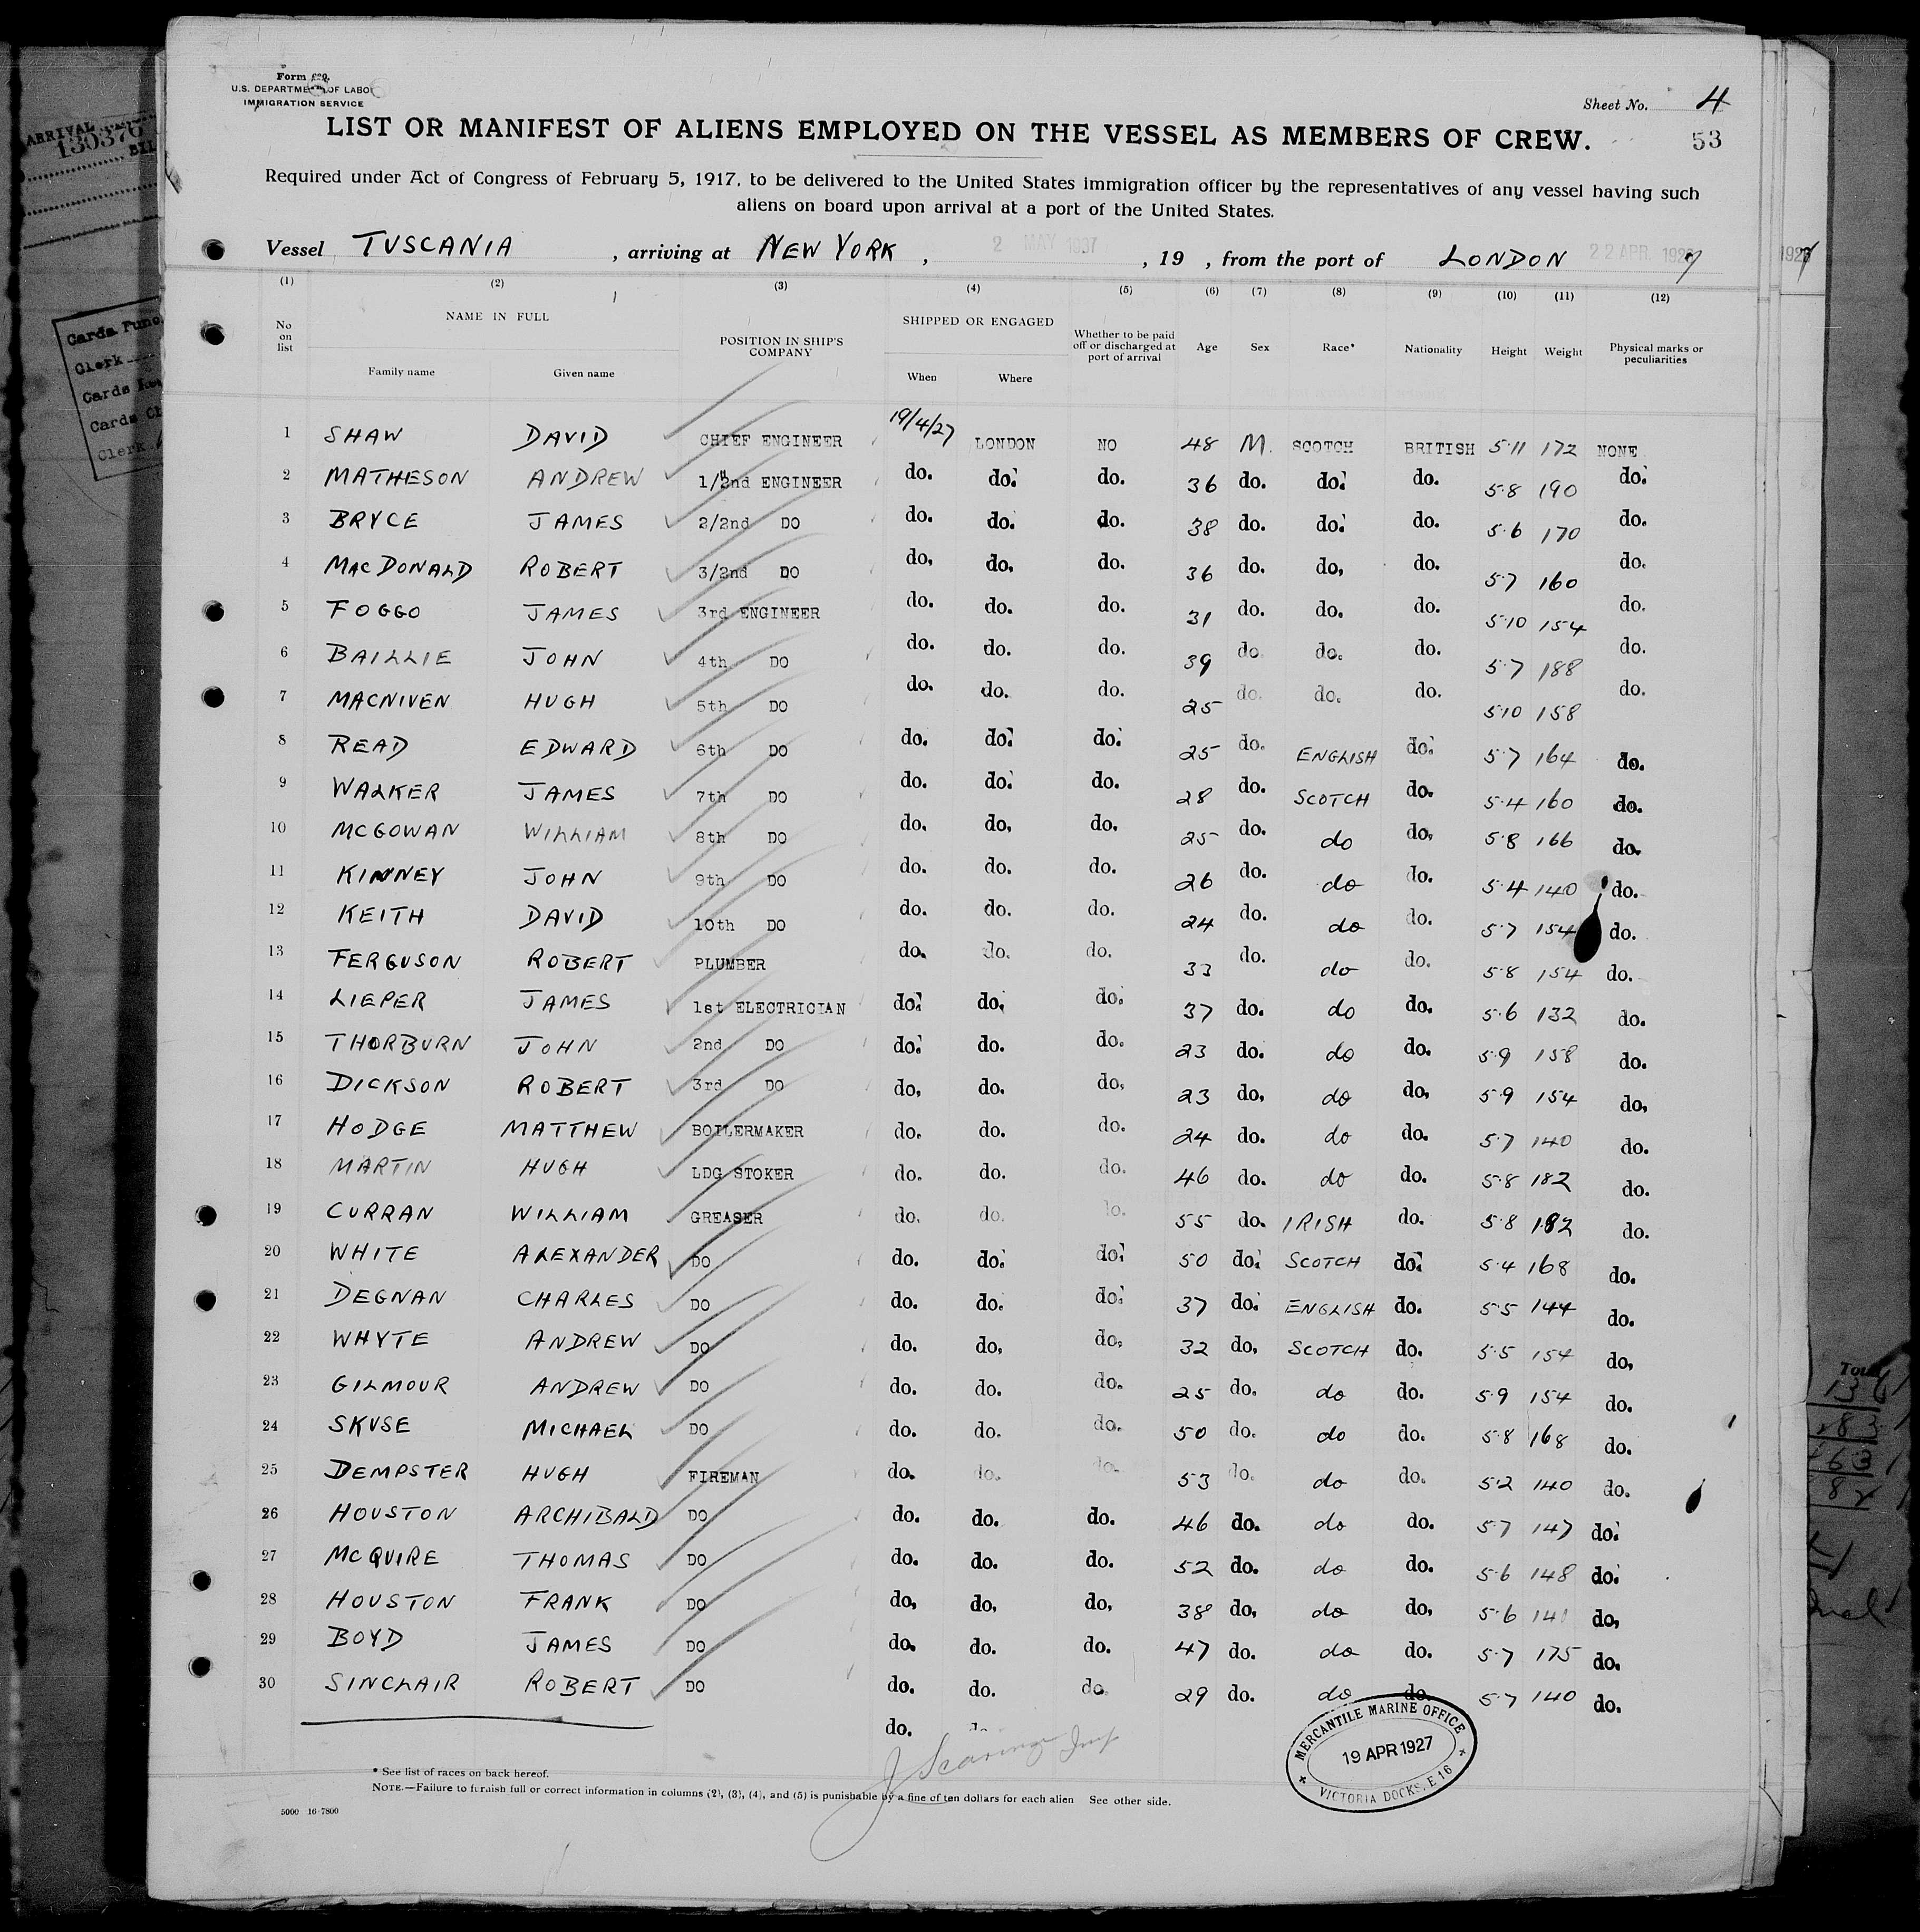 Form 689.
U.S. DEPARTMENT OF LABOR
IMMIGRATION SERVICE
Sheet No. 4
LIST OR MANIFEST OF ALIENS EMPLOYED ON THE VESSEL AS MEMBERS OF CREW.
53
Required under Act of Congress of February 5, 1917, to be delivered to the United States immigration officer by the representatives of any vessel having such
aliens on board upon arrival at a port of the United States.
Vessel TUSCANIA , arriving at NEW YORK , 2 MAY 1927 , 19 , from the port of LONDON 22 APR. 1927
(1) (2) (3) (4) (5) (6) (7) (8) (9) (10) (11) (12)
No on list NAME IN FULL POSITION IN SHIP'S COMPANY SHIPPED OR ENGAGED Whether to be paid off or discharged at port of arrival Age Sex Race* Nationality Height Weight Physical marks or peculiarities
Family name Given name When Where
1 SHAW DAVID CHIEF ENGINEER 19/4/27 LONDON NO 48 M. SCOTCH BRITISH 5·11 172 NONE
2 MATHESON ANDREW 1/2nd ENGINEER do. do. do. 36 do. do. do. 5·8 190 do.
3 BRYCE JAMES 2/2nd DO do. do. do. 38 do. do. do. 5·6 170 do.
4 MACDONALD ROBERT 3/2nd DO do. do. do. 36 do. do. do. 5·7 160 do.
5 FOGGO JAMES 3rd ENGINEER do. do. do. 31 do. do. do. 5·10 154 do.
6 BAILLIE JOHN 4th DO do. do. do. 39 do. do. do. 5·7 188 do.
7 MACNIVEN HUGH 5th DO do. do. do. 25 do. do. do. 5·10 158 do.
8 READ EDWARD 6th DO do. do. do. 25 do. ENGLISH do. 5·7 164 do.
9 WALKER JAMES 7th DO do. do. do. 28 do. SCOTCH do. 5·4 160 do.
10 MCGOWAN WILLIAM 8th DO do. do. do. 25 do. do do. 5·8 166 do.
11 KINNEY JOHN 9th DO do. do. do. 26 do. do do. 5·4 140 do.
12 KEITH DAVID 10th DO do. do. do. 24 do. do do. 5·7 154 do.
13 FERGUSON ROBERT PLUMBER do. do. do. 33 do. do do. 5·8 154 do.
14 LIEPER JAMES 1st ELECTRICIAN do. do. do. 37 do. do do. 5·6 132 do.
15 THORBURN JOHN 2nd DO do. do. do. 23 do. do do. 5·9 158 do.
16 DICKSON ROBERT 3rd DO do. do. do. 23 do. do do. 5·9 154 do.
17 HODGE MATTHEW BOILERMAKER do. do. do. 24 do. do do. 5·7 140 do.
18 MARTIN HUGH LDG STOKER do. do. do. 46 do. do do. 5·8 182 do.
19 CURRAN WILLIAM GREASER do. do. do. 55 do. IRISH do. 5·8 182 do.
20 WHITE ALEXANDER DO do. do. do. 50 do. SCOTCH do. 5·4 168 do.
21 DEGNAN CHARLES DO do. do. do. 37 do. ENGLISH do. 5·5 144 do.
22 WHYTE ANDREW DO do. do. do. 32 do. SCOTCH do. 5·5 154 do.
23 GILMOUR ANDREW DO do. do. do. 25 do. do do. 5·9 154 do.
24 SKUSE MICHAEL DO do. do. do. 50 do. do do. 5·8 168 do.
25 DEMPSTER HUGH FIREMAN do. do. do. 53 do. do do. 5·2 140 do.
26 HOUSTON ARCHIBALD DO do. do. do. 46 do. do do. 5·7 147 do.
27 MCQUIRE THOMAS DO do. do. do. 52 do. do do. 5·6 148 do.
28 HOUSTON FRANK DO do. do. do. 38 do. do do. 5·6 141 do.
29 BOYD JAMES DO do. do. do. 47 do. do do. 5·7 175 do.
30 SINCLAIR ROBERT DO do. do. do. 29 do. do do. 5·7 140 do.
do.
MERCANTILE MARINE OFFICE
19 APR 1927
VICTORIA DOCKS, E16
* See list of races on back hereof.
NOTE.—Failure to furnish full or correct information in columns (2), (3), (4), and (5) is punishable by a fine of ten dollars for each alien See other side.
5000 16-7800
ARRIVAL
130376
Clerk
Clerk